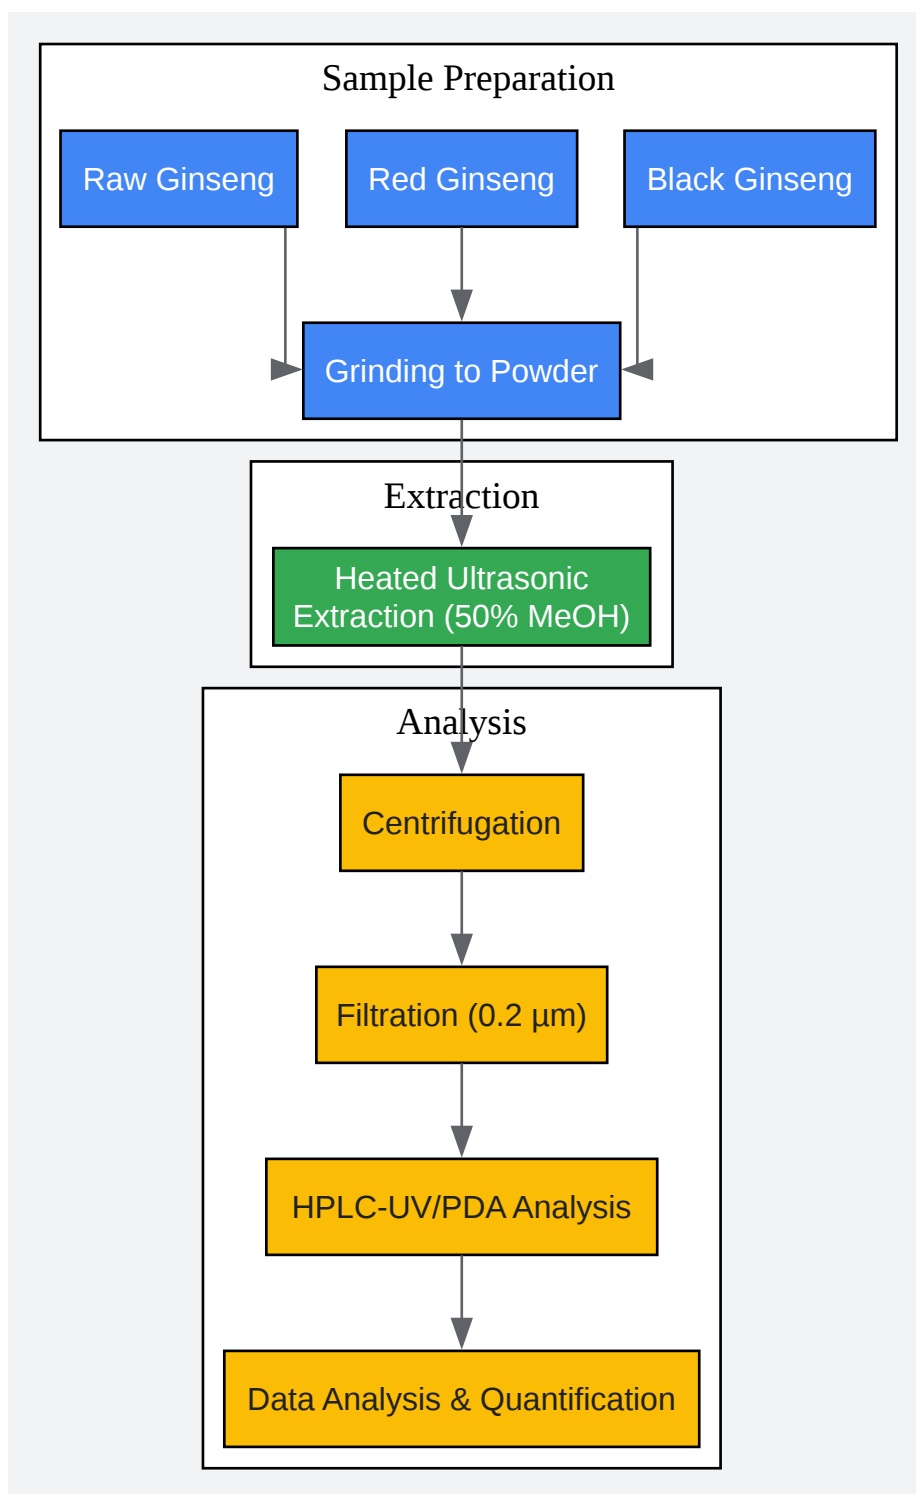 Sample Preparation
Raw Ginseng
Red Ginseng
Black Ginseng
Grinding to Powder
Extraction
Heated Ultrasonic
Extraction (50% MeOH)
Analysis
Centrifugation
Filtration (0.2 µm)
HPLC-UV/PDA Analysis
Data Analysis & Quantification